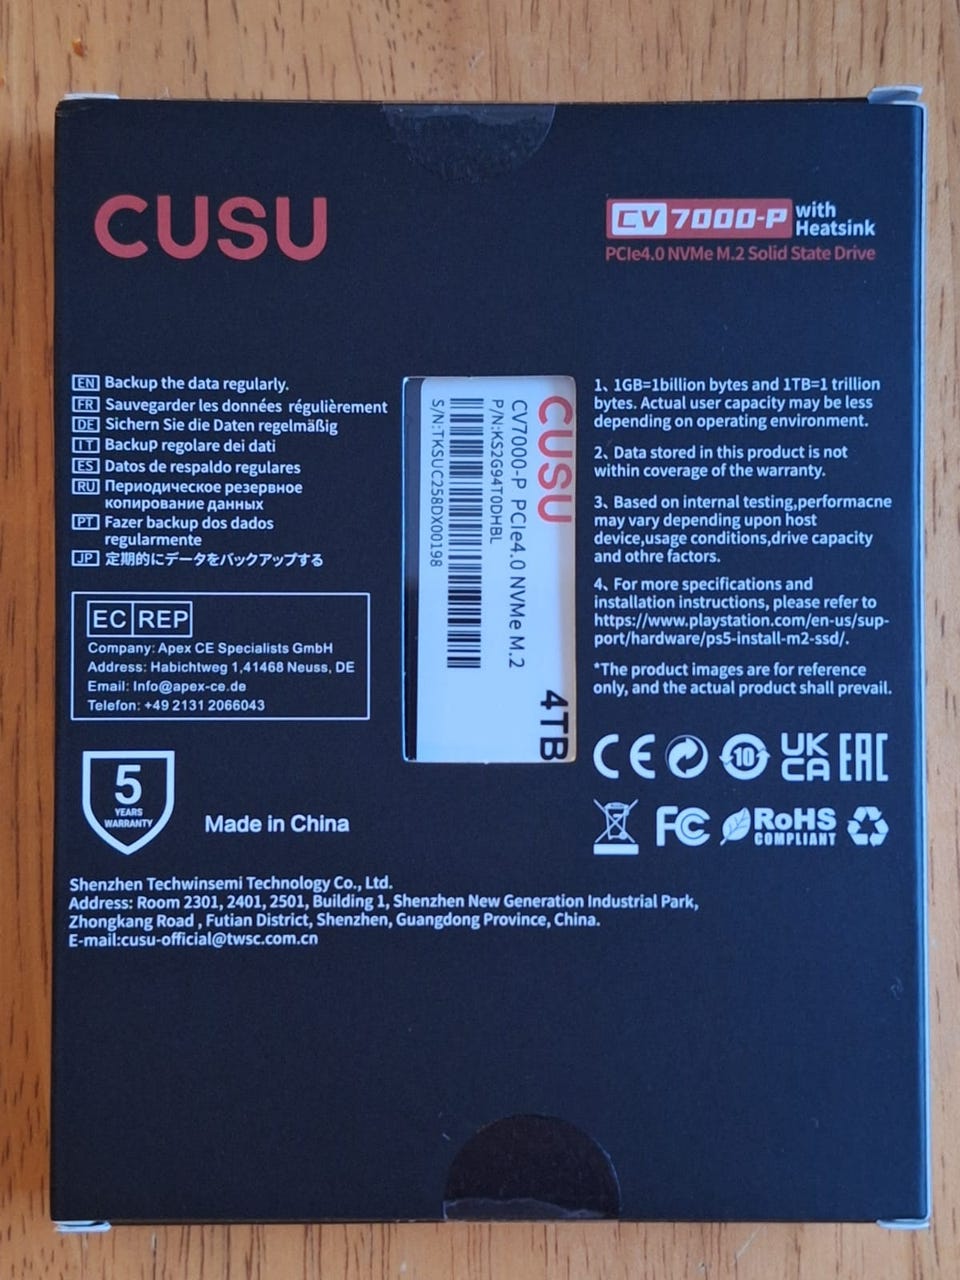 CUSU
CV 7000-P with Heatsink
PCIe4.0 NVMe M.2 Solid State Drive
EN Backup the data regularly.
FR Sauvegarder les données régulièrement
DE Sichern Sie die Daten regelmäßig
IT Backup regolare dei dati
ES Datos de respaldo regulares
RU Периодическое резервное
копирование данных
PT Fazer backup dos dados
regularmente
JP 定期的にデータをバックアップする
EC REP
Company: Apex CE Specialists GmbH
Address: Habichtweg 1,41468 Neuss, DE
Email: Info@apex-ce.de
Telefon: +49 2131 2066043
5
YEARS
WARRANTY
Made in China
CUSU
CV7000-P PCIe4.0 NVMe M.2
4TB
P/N:KS2G94T0DHBL
S/N:TKSUC258DX00198
1、1GB=1billion bytes and 1TB=1 trillion
bytes. Actual user capacity may be less
depending on operating environment.
2、Data stored in this product is not
within coverage of the warranty.
3、Based on internal testing,performacne
may vary depending upon host
device,usage conditions,drive capacity
and othre factors.
4、For more specifications and
installation instructions, please refer to
https://www.playstation.com/en-us/sup-
port/hardware/ps5-install-m2-ssd/.
*The product images are for reference
only, and the actual product shall prevail.
CE 10 UK CA EAC
FC RoHS
COMPLIANT
Shenzhen Techwinsemi Technology Co., Ltd.
Address: Room 2301, 2401, 2501, Building 1, Shenzhen New Generation Industrial Park,
Zhongkang Road , Futian District, Shenzhen, Guangdong Province, China.
E-mail:cusu-official@twsc.com.cn